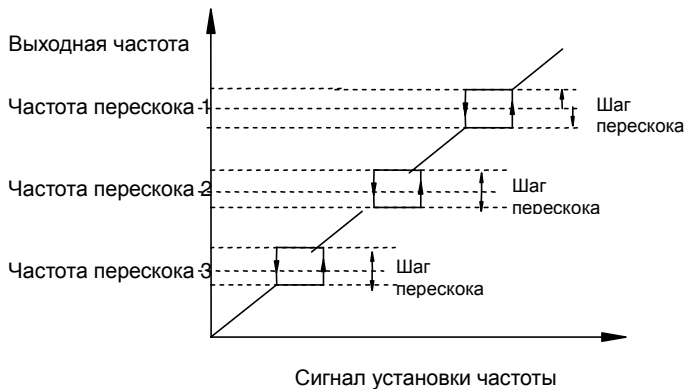 Выходная частота
Частота перескока 1
Шаг
перескока
Частота перескока 2
Шаг
перескока
Частота перескока 3
Шаг
перескока
Сигнал установки частоты